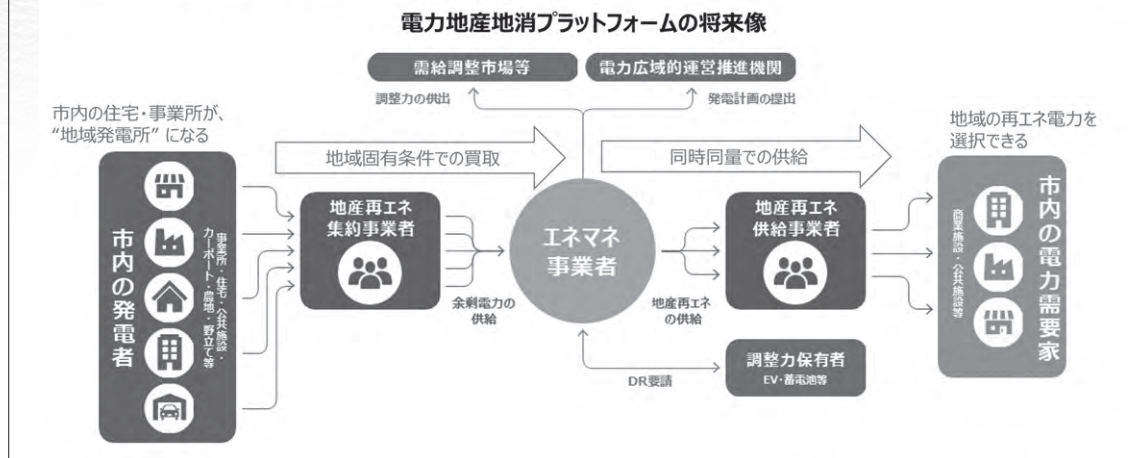 電力地産地消プラットフォームの将来像
需給調整市場等
電力広域的運営推進機関
調整力の供出
発電計画の提出
市内の住宅・事業所が、
“地域発電所” になる
地域固有条件での買取
同時同量での供給
地域の再エネ電力を
選択できる
市内の発電者
事業所・住宅・公共施設・
カーポート・農地・野立て等
地産再エネ
集約事業者
余剰電力の
供給
エネマネ
事業者
地産再エネ
の供給
地産再エネ
供給事業者
商業施設・公共施設等
市内の電力需要家
DR要請
調整力保有者
EV・蓄電池等